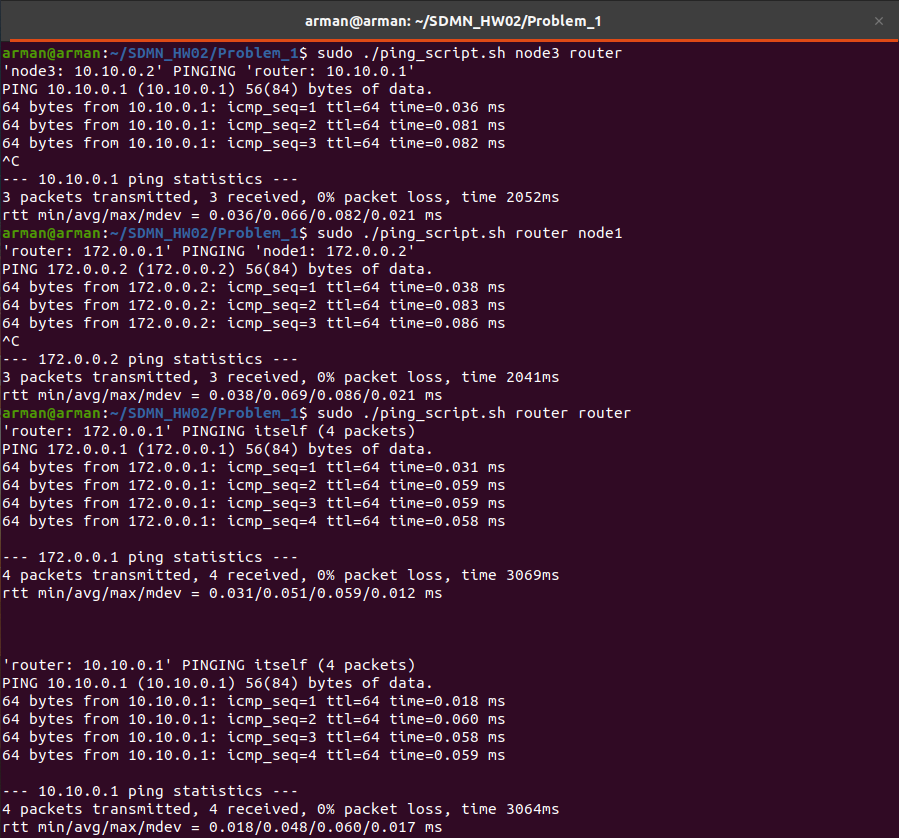 arman@arman: ~/SDMN_HW02/Problem_1
arman@arman:~/SDMN_HW02/Problem_1$ sudo ./ping_script.sh node3 router
'node3: 10.10.0.2' PINGING 'router: 10.10.0.1'
PING 10.10.0.1 (10.10.0.1) 56(84) bytes of data.
64 bytes from 10.10.0.1: icmp_seq=1 ttl=64 time=0.036 ms
64 bytes from 10.10.0.1: icmp_seq=2 ttl=64 time=0.081 ms
64 bytes from 10.10.0.1: icmp_seq=3 ttl=64 time=0.082 ms
^C
--- 10.10.0.1 ping statistics ---
3 packets transmitted, 3 received, 0% packet loss, time 2052ms
rtt min/avg/max/mdev = 0.036/0.066/0.082/0.021 ms
arman@arman:~/SDMN_HW02/Problem_1$ sudo ./ping_script.sh router node1
'router: 172.0.0.1' PINGING 'node1: 172.0.0.2'
PING 172.0.0.2 (172.0.0.2) 56(84) bytes of data.
64 bytes from 172.0.0.2: icmp_seq=1 ttl=64 time=0.038 ms
64 bytes from 172.0.0.2: icmp_seq=2 ttl=64 time=0.083 ms
64 bytes from 172.0.0.2: icmp_seq=3 ttl=64 time=0.086 ms
^C
--- 172.0.0.2 ping statistics ---
3 packets transmitted, 3 received, 0% packet loss, time 2041ms
rtt min/avg/max/mdev = 0.038/0.069/0.086/0.021 ms
arman@arman:~/SDMN_HW02/Problem_1$ sudo ./ping_script.sh router router
'router: 172.0.0.1' PINGING itself (4 packets)
PING 172.0.0.1 (172.0.0.1) 56(84) bytes of data.
64 bytes from 172.0.0.1: icmp_seq=1 ttl=64 time=0.031 ms
64 bytes from 172.0.0.1: icmp_seq=2 ttl=64 time=0.059 ms
64 bytes from 172.0.0.1: icmp_seq=3 ttl=64 time=0.059 ms
64 bytes from 172.0.0.1: icmp_seq=4 ttl=64 time=0.058 ms
--- 172.0.0.1 ping statistics ---
4 packets transmitted, 4 received, 0% packet loss, time 3069ms
rtt min/avg/max/mdev = 0.031/0.051/0.059/0.012 ms
'router: 10.10.0.1' PINGING itself (4 packets)
PING 10.10.0.1 (10.10.0.1) 56(84) bytes of data.
64 bytes from 10.10.0.1: icmp_seq=1 ttl=64 time=0.018 ms
64 bytes from 10.10.0.1: icmp_seq=2 ttl=64 time=0.060 ms
64 bytes from 10.10.0.1: icmp_seq=3 ttl=64 time=0.058 ms
64 bytes from 10.10.0.1: icmp_seq=4 ttl=64 time=0.059 ms
--- 10.10.0.1 ping statistics ---
4 packets transmitted, 4 received, 0% packet loss, time 3064ms
rtt min/avg/max/mdev = 0.018/0.048/0.060/0.017 ms